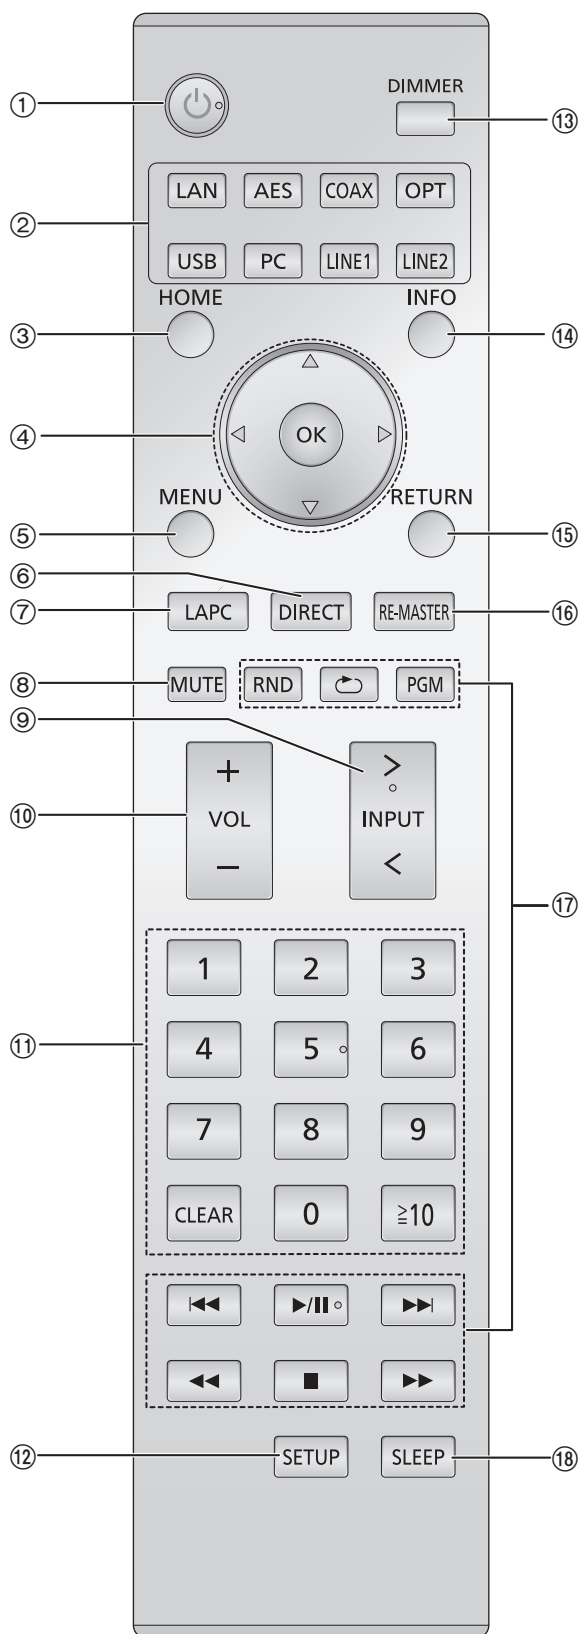 ① DIMMER ⑬
② LAN AES COAX OPT
USB PC LINE1 LINE2
HOME INFO
③ ⑭
④ OK
MENU RETURN
⑤ ⑮
⑥
⑦ LAPC DIRECT RE-MASTER ⑯
⑧ MUTE RND PGM
⑨
+ >
⑩ VOL INPUT
− <
⑰
1 2 3
⑪ 4 5 6
7 8 9
CLEAR 0 ≧10
⑫ SETUP SLEEP ⑱